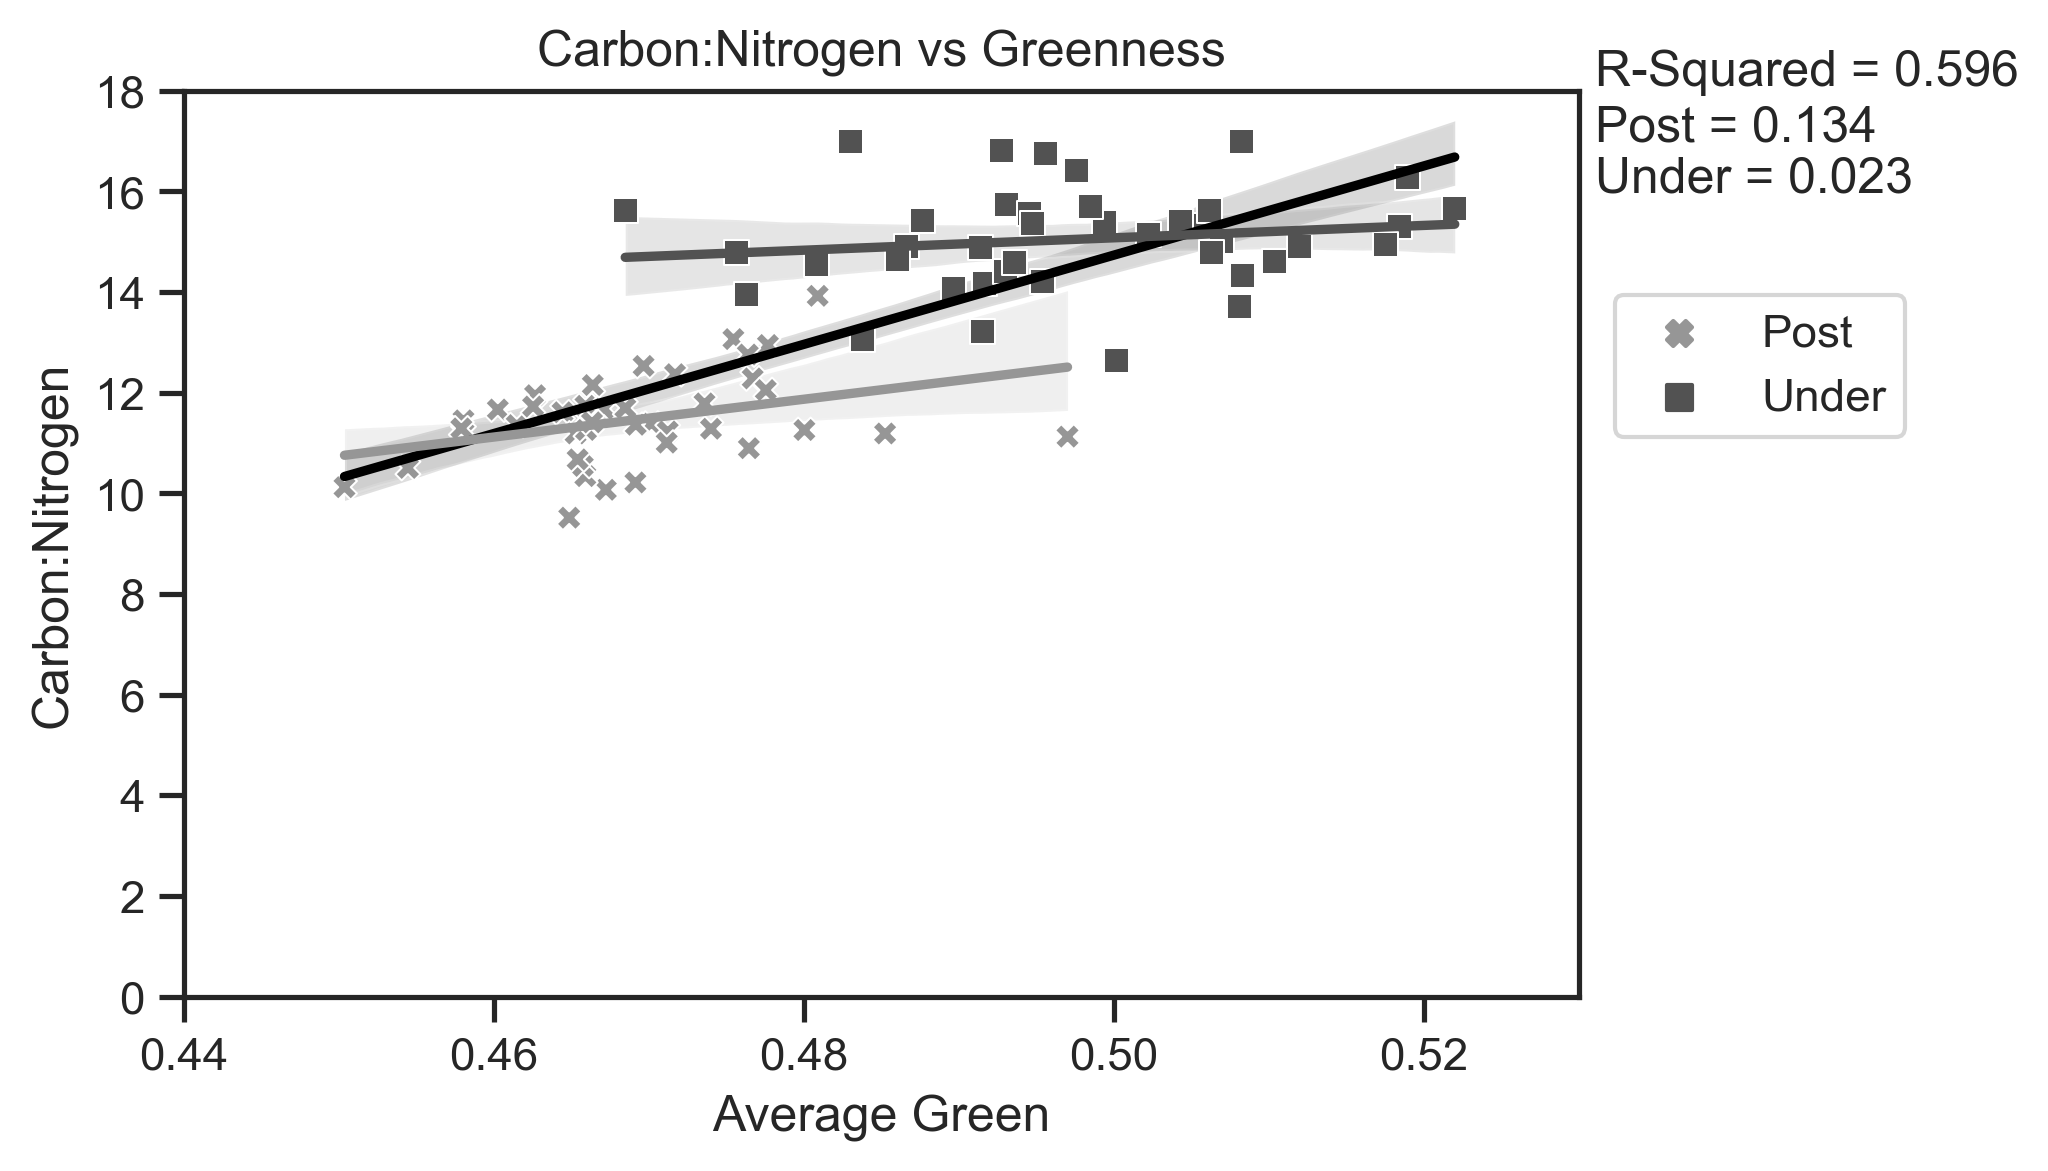 Carbon:Nitrogen vs Greenness
R-Squared = 0.596
Post = 0.134
Under = 0.023
18
16
14
12
10
8
6
4
2
0
Carbon:Nitrogen
Post
Under
0.44 0.46 0.48 0.50 0.52
Average Green